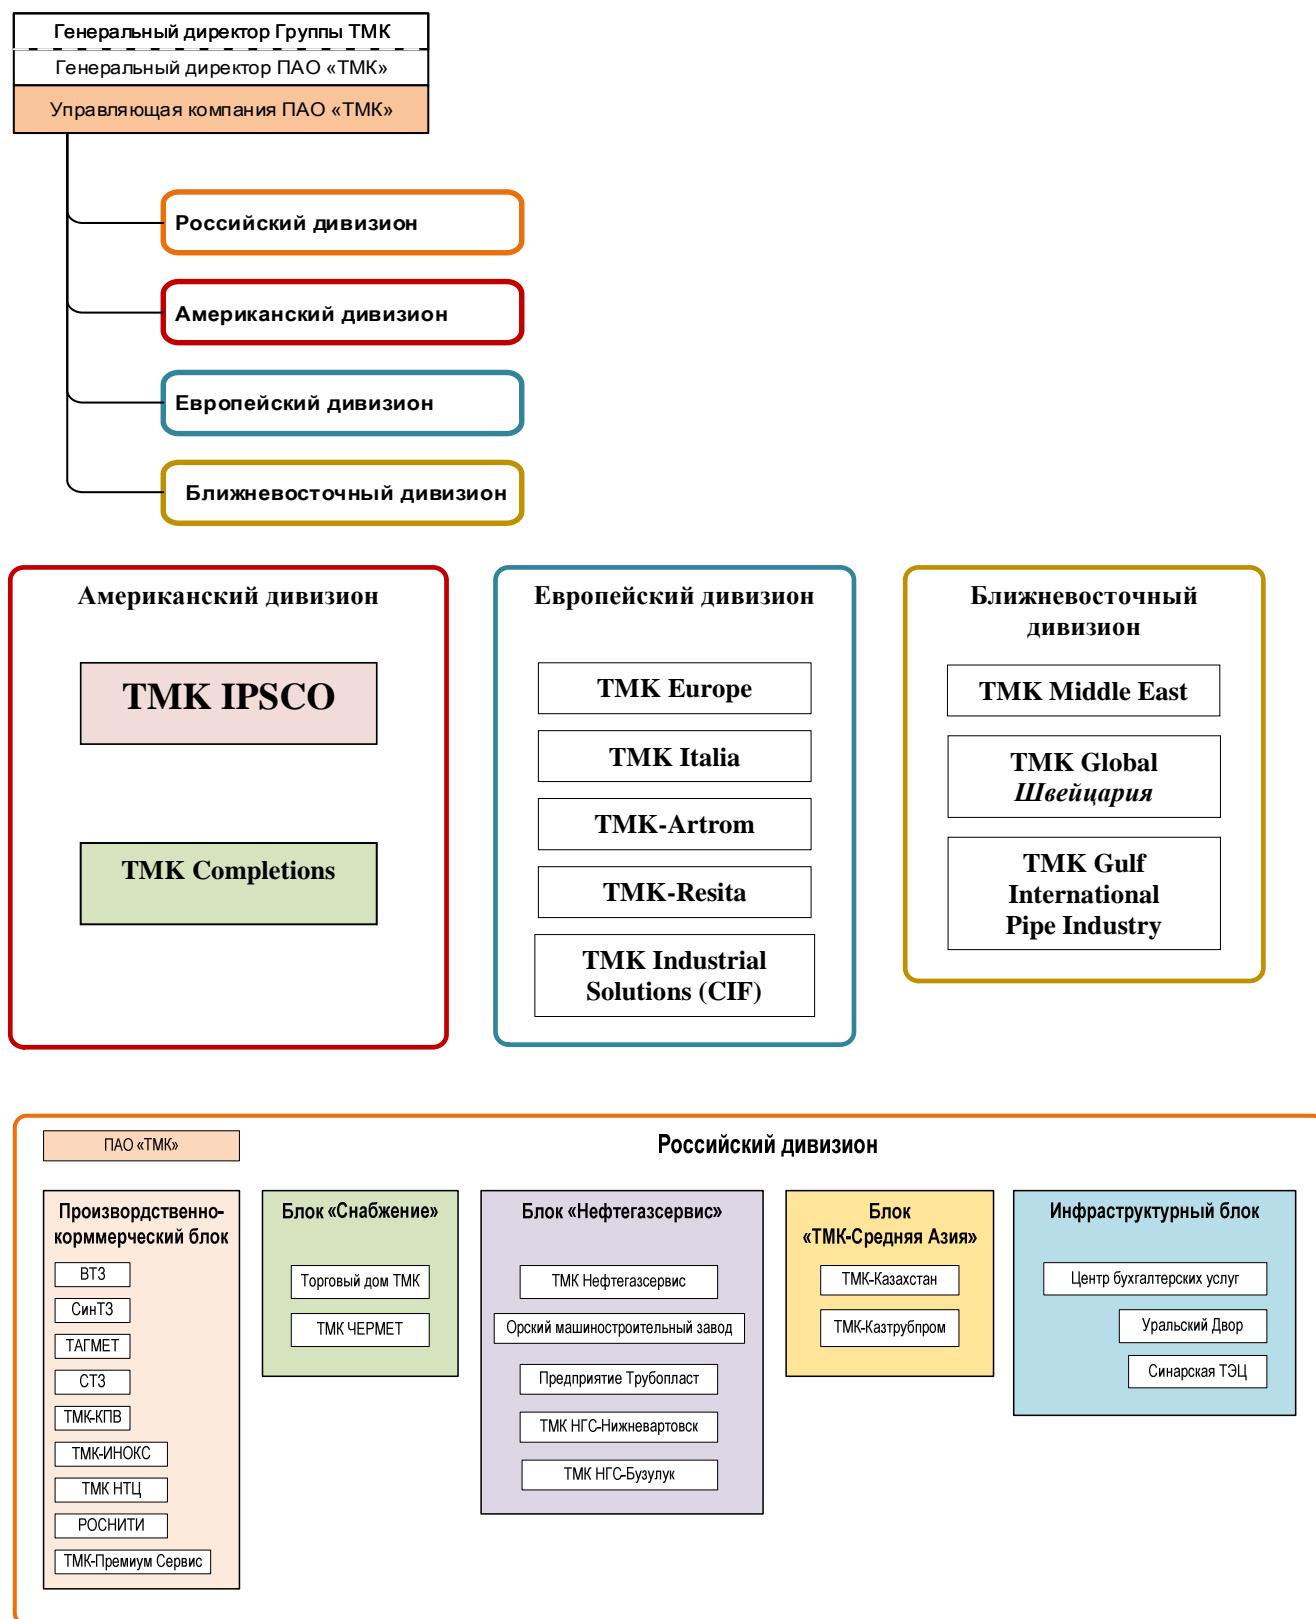 Генеральный директор Группы ТМК
Генеральный директор ПАО «ТМК»
Управляющая компания ПАО «ТМК»
Российский дивизион
Американский дивизион
Европейский дивизион
Ближневосточный дивизион
Американский дивизион
TMK IPSCO
TMK Completions
Европейский дивизион
TMK Europe
TMK Italia
TMK-Artrom
TMK-Resita
TMK Industrial
Solutions (CIF)
Ближневосточный
дивизион
TMK Middle East
TMK Global
Швейцария
TMK Gulf
International
Pipe Industry
ПАО «ТМК»
Российский дивизион
Произвордственно-
корммерческий блок
ВТЗ
СинТЗ
ТАГМЕТ
СТЗ
ТМК-КПВ
ТМК-ИНОКС
ТМК НТЦ
РОСНИТИ
ТМК-Премиум Сервис
Блок «Снабжение»
Торговый дом ТМК
ТМК ЧЕРМЕТ
Блок «Нефтегазсервис»
ТМК Нефтегазсервис
Орский машиностроительный завод
Предприятие Трубопласт
ТМК НГС-Нижневартовск
ТМК НГС-Бузулук
Блок
«ТМК-Средняя Азия»
ТМК-Казахстан
ТМК-Казтрубпром
Инфраструктурный блок
Центр бухгалтерских услуг
Уральский Двор
Синарская ТЭЦ